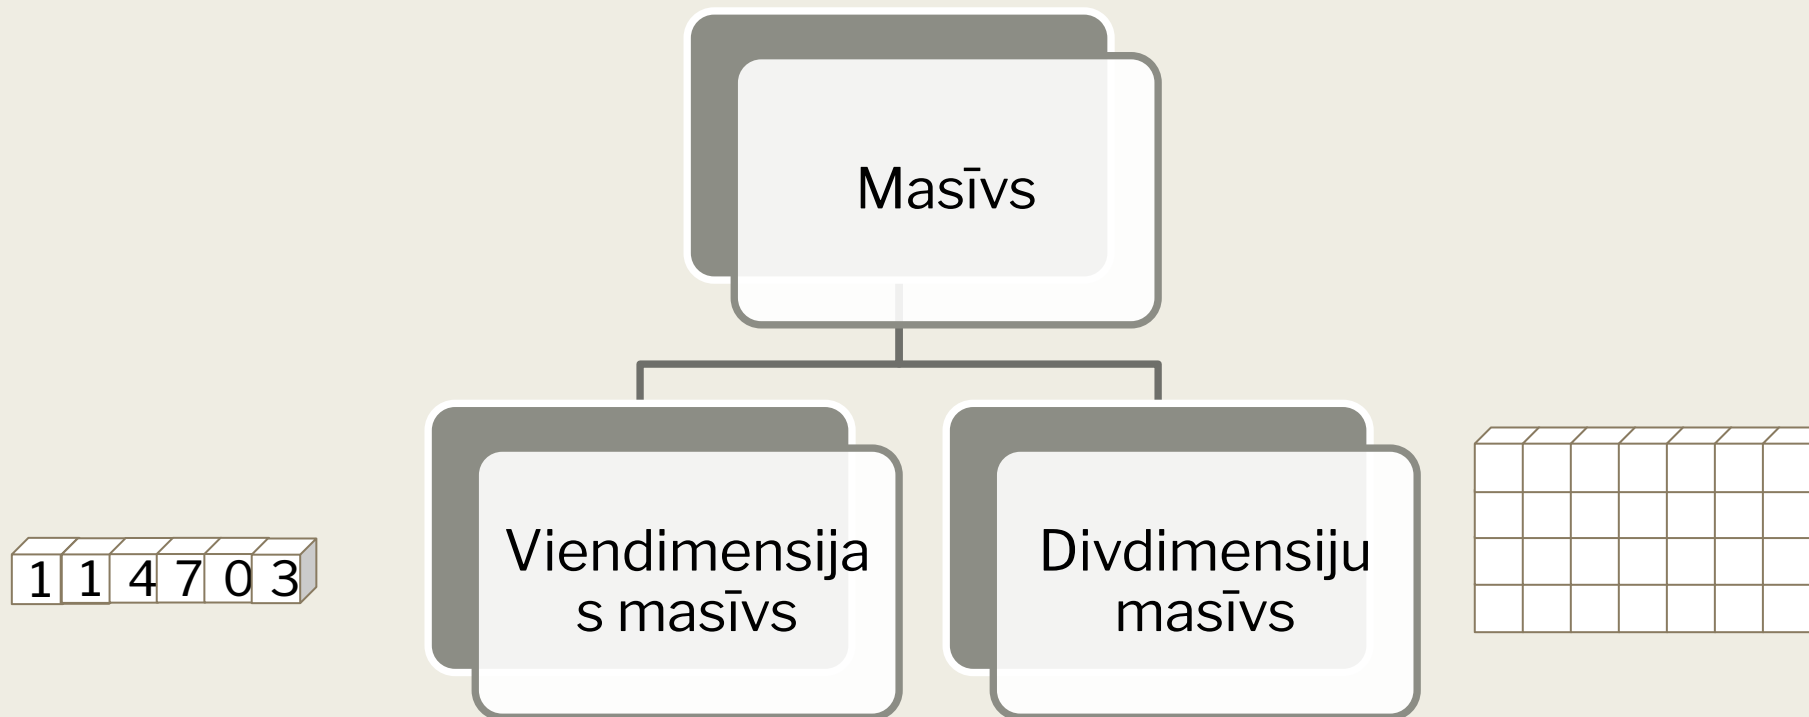 Masīvs
Viendimensija
s masīvs
Divdimensiju
masīvs
1 1 4 7 0 3